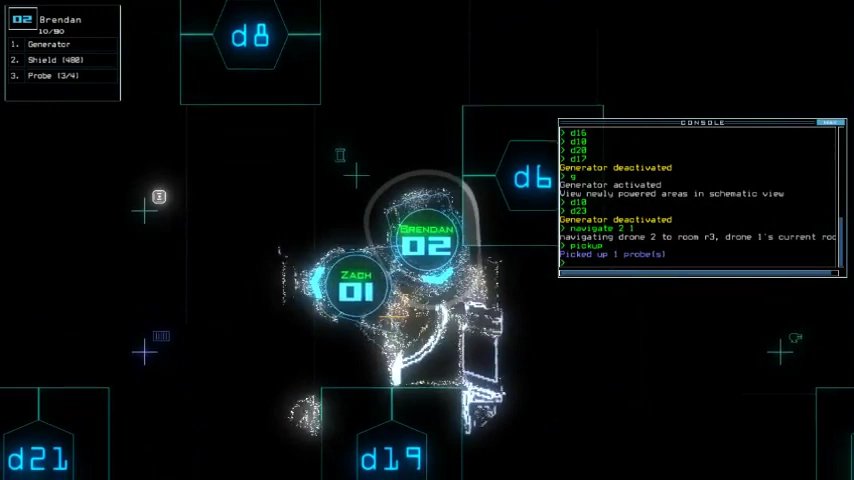 02 Brendan
10/90
1. Generator
2. Shield (480)
3. Probe (3/4)
d8
d6
CONSOLE
> d16
> d10
> d20
> d17
Generator deactivated
> g
Generator activated
View newly powered areas in schematic view
> d10
> d23
Generator deactivated
> navigate 2 1
navigating drone 2 to room r3, drone 1's current roo
> pickup
Picked up 1 probe(s)
>
BRENDAN
02
ZACH
01
d21
d19